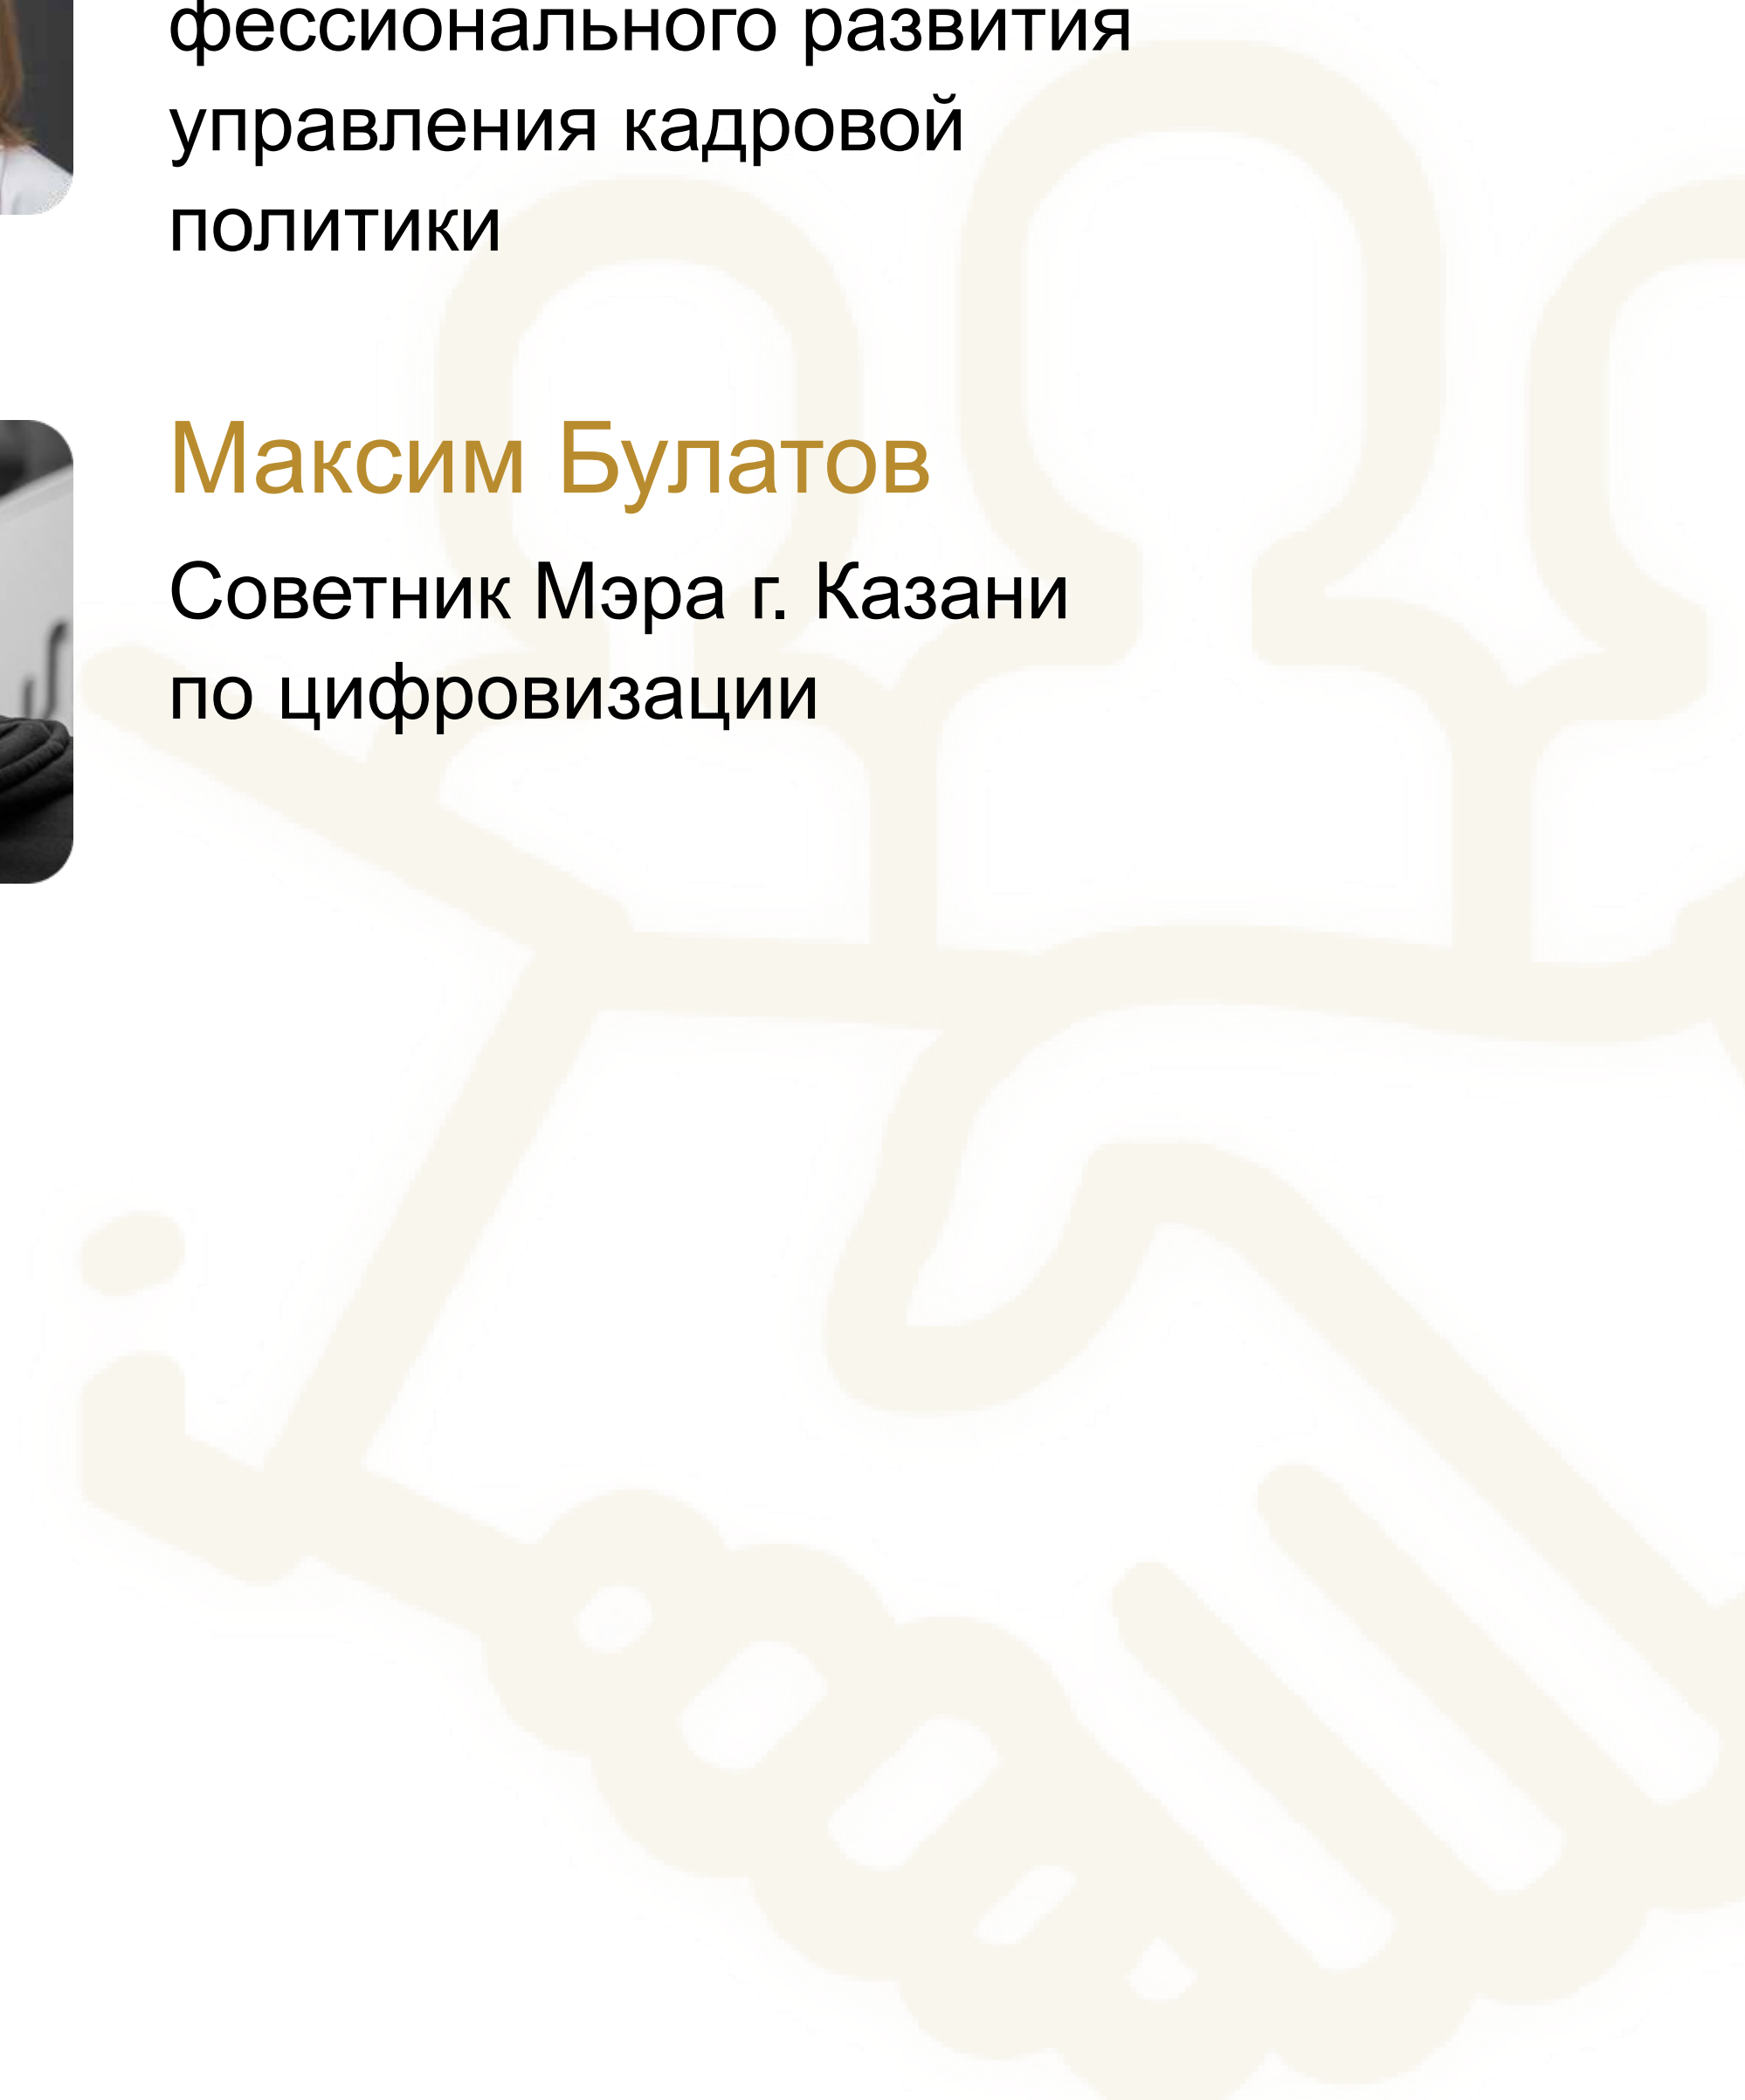 фессионального развития
управления кадровой
политики
Максим Булатов
Советник Мэра г. Казани
по цифровизации